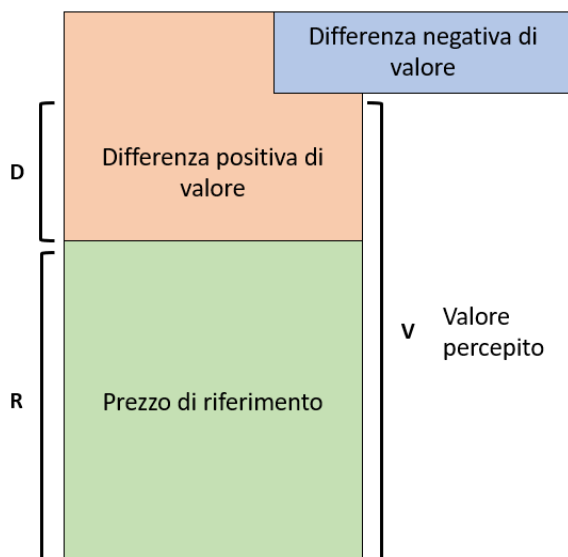 Differenza negativa di
valore
D
Differenza positiva di
valore
V
Valore
percepito
R
Prezzo di riferimento